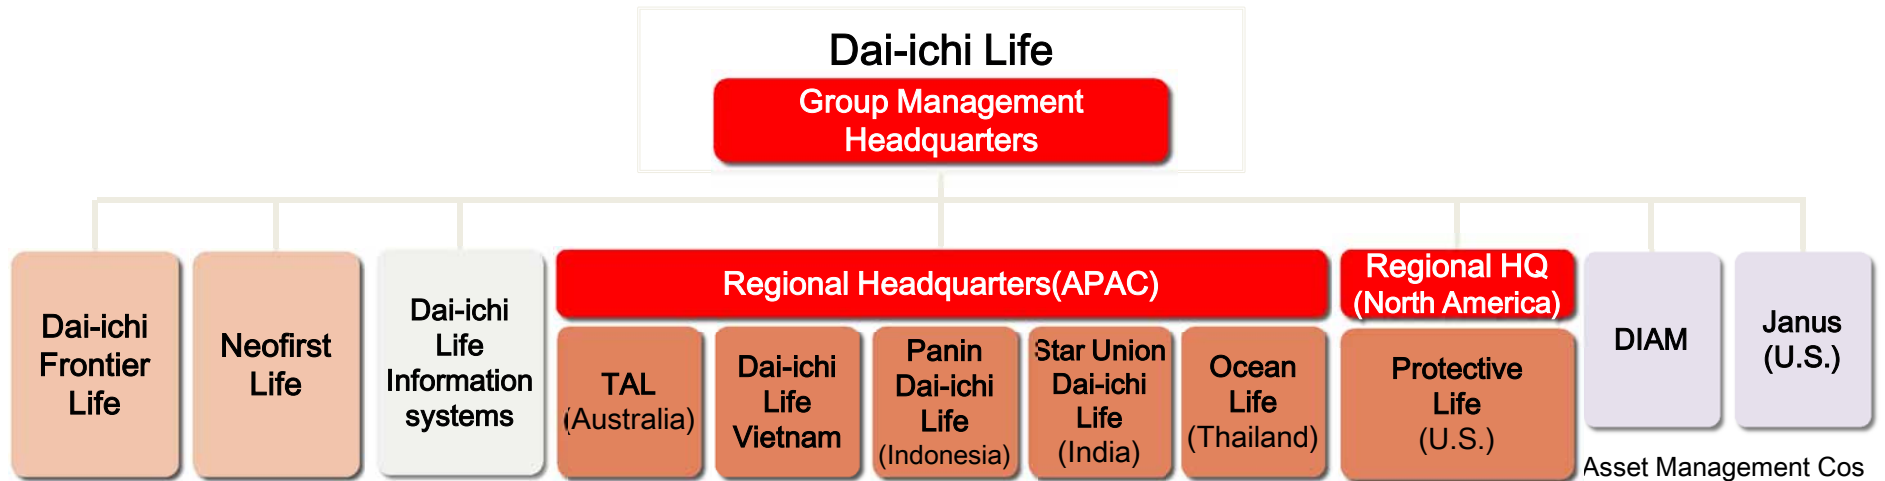 Dai-ichi Life
Group Management
Headquarters
Dai-ichi
Frontier
Life
Neofirst
Life
Dai-ichi
Life
Information
systems
Regional Headquarters(APAC)
TAL
(Australia)
Dai-ichi
Life
Vietnam
Panin
Dai-ichi
Life
(Indonesia)
Star Union
Dai-ichi
Life
(India)
Ocean
Life
(Thailand)
Regional HQ
(North America)
Protective
Life
(U.S.)
DIAM
Janus
(U.S.)
Asset Management Cos